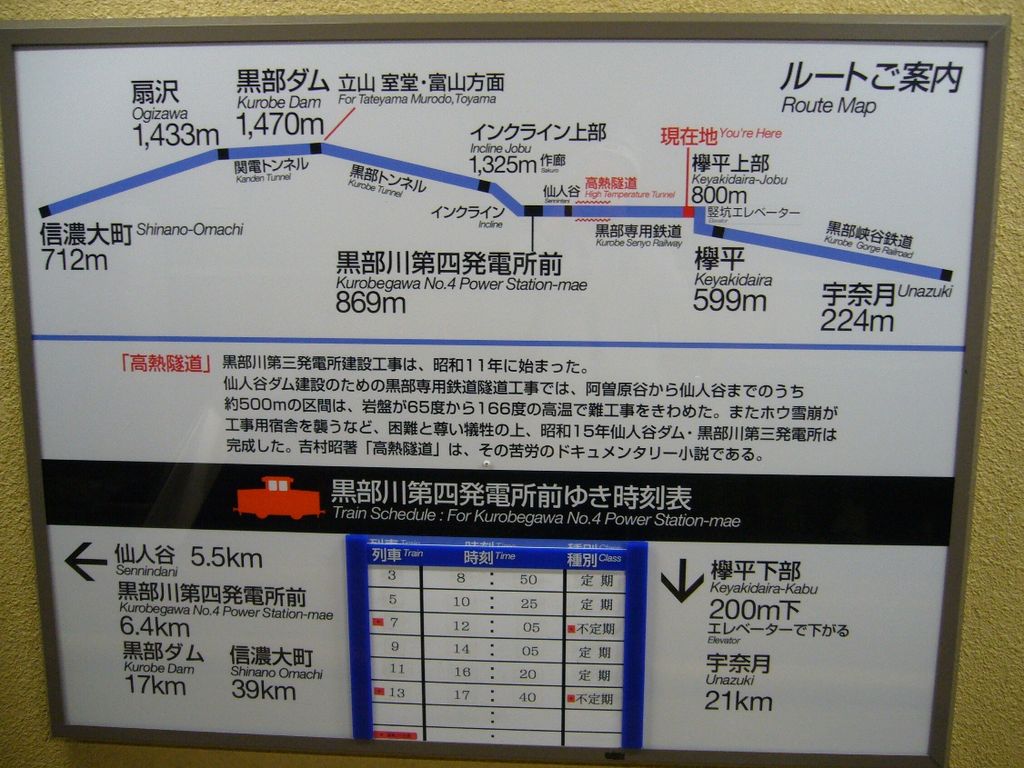 ルートご案内
Route Map
扇沢
Ogizawa
1,433m
黒部ダム
Kurobe Dam
1,470m
立山 室堂・富山方面
For Tateyama Murodo,Toyama
関電トンネル
Kanden Tunnel
黒部トンネル
Kurobe Tunnel
インクライン上部
Incline Jobu
1,325m
作廊
Sakuro
現在地 You're Here
欅平上部
Keyakidaira-Jobu
800m
竪坑エレベーター
Elevator
仙人谷
Sennindani
高熱隧道
High Temperature Tunnel
インクライン
Incline
黒部専用鉄道
Kurobe Senyo Railway
黒部峡谷鉄道
Kurobe Gorge Railroad
信濃大町 Shinano-Omachi
712m
黒部川第四発電所前
Kurobegawa No.4 Power Station-mae
869m
欅平
Keyakidaira
599m
宇奈月 Unazuki
224m
「高熱隧道」 黒部川第三発電所建設工事は、昭和11年に始まった。
仙人谷ダム建設のための黒部専用鉄道隧道工事では、阿曽原谷から仙人谷までのうち
約500mの区間は、岩盤が65度から166度の高温で難工事をきわめた。またホウ雪崩が
工事用宿舎を襲うなど、困難と尊い犠牲の上、昭和15年仙人谷ダム・黒部川第三発電所は
完成した。吉村昭著「高熱隧道」は、その苦労のドキュメンタリー小説である。
黒部川第四発電所前ゆき時刻表
Train Schedule : For Kurobegawa No.4 Power Station-mae
← 仙人谷 5.5km
Sennindani
黒部川第四発電所前
Kurobegawa No.4 Power Station-mae
6.4km
黒部ダム
Kurobe Dam
17km
信濃大町
Shinano Omachi
39km
列車 Train 時刻 Time 種別 Class
3 8 : 50 定期
5 10 : 25 定期
7 12 : 05 不定期
9 14 : 05 定期
11 16 : 20 定期
13 17 : 40 不定期
↓ 欅平下部
Keyakidaira-Kabu
200m下
エレベーターで下がる
Elevator
宇奈月
Unazuki
21km